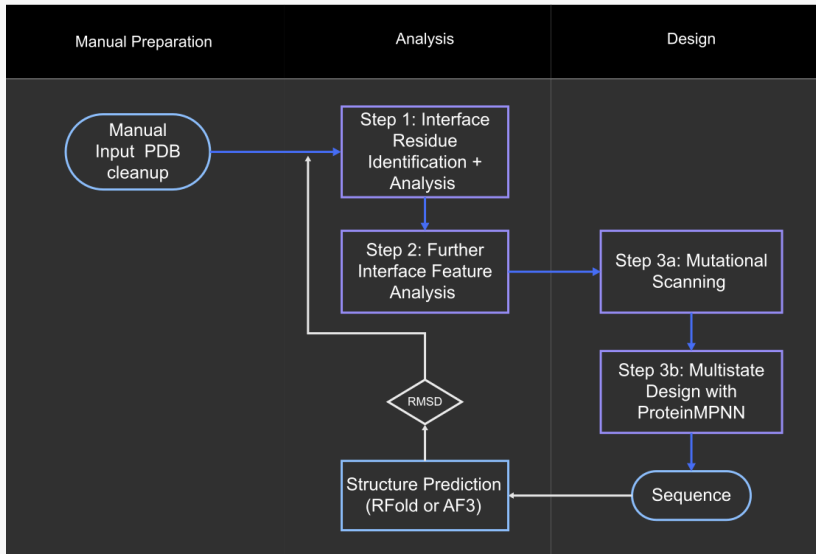 Manual Preparation
Analysis
Design
Manual
Input PDB
cleanup
Step 1: Interface
Residue
Identification +
Analysis
Step 2: Further
Interface Feature
Analysis
Step 3a: Mutational
Scanning
Step 3b: Multistate
Design with
ProteinMPNN
RMSD
Structure Prediction
(RFold or AF3)
Sequence